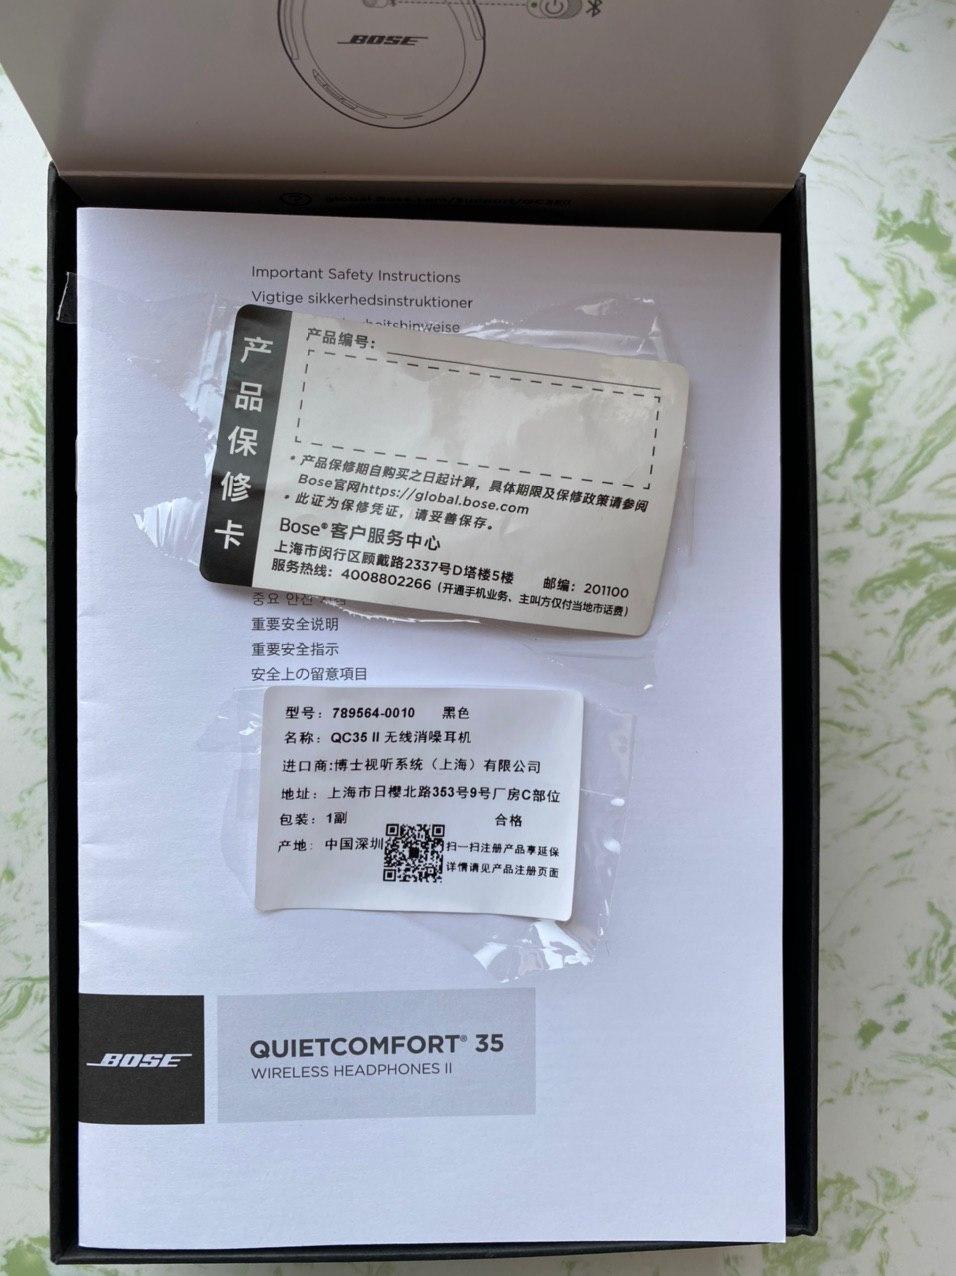 BOSE
global.Bose.com/Support/QC35II
Important Safety Instructions
Vigtige sikkerhedsinstruktioner
产品保修卡
产品编号：
* 产品保修期自购买之日起计算，具体期限及保修政策请参阅
Bose官网https://global.bose.com
* 此证为保修凭证，请妥善保存。
Bose®客户服务中心
上海市闵行区顾戴路2337号D塔楼5楼 邮编：201100
服务热线：4008802266 (开通手机业务、主叫方仅付当地市话费)
중요 안전 지침
重要安全说明
重要安全指示
安全上の留意項目
型号：789564-0010 黑色
名称：QC35 II 无线消噪耳机
进口商:博士视听系统（上海）有限公司
地址：上海市日樱北路353号9号厂房C部位
包装：1副 合格
产地：中国深圳
扫一扫注册产品享延保
详情请见产品注册页面
BOSE
QUIETCOMFORT® 35
WIRELESS HEADPHONES II